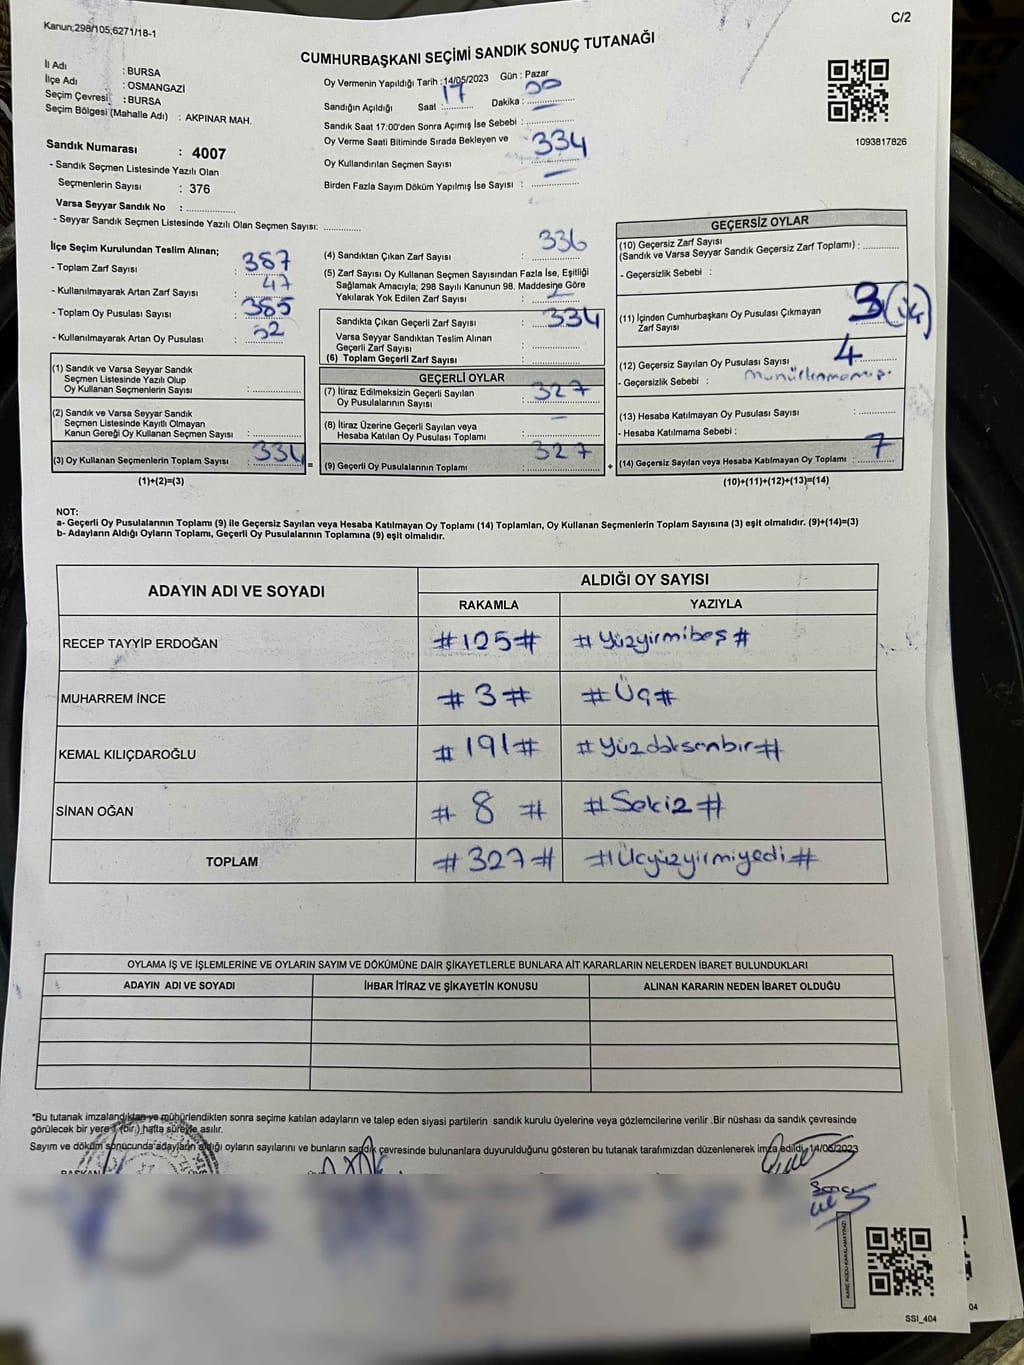 Kanun;298/105;6271/18-1
C/2
CUMHURBAŞKANI SEÇİMİ SANDIK SONUÇ TUTANAĞI
İl Adı : BURSA
İlçe Adı : OSMANGAZİ
Seçim Çevresi : BURSA
Seçim Bölgesi (Mahalle Adı) : AKPINAR MAH.
Sandık Numarası : 4007
- Sandık Seçmen Listesinde Yazılı Olan
Seçmenlerin Sayısı : 376
Varsa Seyyar Sandık No : ................
- Seyyar Sandık Seçmen Listesinde Yazılı Olan Seçmen Sayısı: ............
Oy Vermenin Yapıldığı Tarih :14/05/2023 Gün : Pazar
Sandığın Açıldığı Saat : 17 Dakika : 00
Sandık Saat 17:00'den Sonra Açımış İse Sebebi : ................
Oy Verme Saati Bitiminde Sırada Bekleyen ve
Oy Kullandırılan Seçmen Sayısı : 334
Birden Fazla Sayım Döküm Yapılmış İse Sayısı : ................
1093817826
İlçe Seçim Kurulundan Teslim Alınan;
- Toplam Zarf Sayısı : 387
- Kullanılmayarak Artan Zarf Sayısı : 47
- Toplam Oy Pusulası Sayısı : 385
- Kullanılmayarak Artan Oy Pusulası : 52
(1) Sandık ve Varsa Seyyar Sandık
Seçmen Listesinde Yazılı Olup
Oy Kullanan Seçmenlerin Sayısı : ............
(2) Sandık ve Varsa Seyyar Sandık
Seçmen Listesinde Kayıtlı Olmayan
Kanun Gereği Oy Kullanan Seçmen Sayısı : ............
(3) Oy Kullanan Seçmenlerin Toplam Sayısı : 334 =
(1)+(2)=(3)
(4) Sandıktan Çıkan Zarf Sayısı : 336
(5) Zarf Sayısı Oy Kullanan Seçmen Sayısından Fazla İse, Eşitliği
Sağlamak Amacıyla; 298 Sayılı Kanunun 98. Maddesine Göre
Yakılarak Yok Edilen Zarf Sayısı : 2
Sandıkta Çıkan Geçerli Zarf Sayısı : 334
Varsa Seyyar Sandıktan Teslim Alınan
Geçerli Zarf Sayısı : ............
(6) Toplam Geçerli Zarf Sayısı : ............
GEÇERLİ OYLAR
(7) İtiraz Edilmeksizin Geçerli Sayılan
Oy Pusulalarının Sayısı : 327
(8) İtiraz Üzerine Geçerli Sayılan veya
Hesaba Katılan Oy Pusulası Toplamı : –
(9) Geçerli Oy Pusulalarının Toplamı : 327 +
GEÇERSİZ OYLAR
(10) Geçersiz Zarf Sayısı
(Sandık ve Varsa Seyyar Sandık Geçersiz Zarf Toplamı) : ............
- Geçersizlik Sebebi :
(11) İçinden Cumhurbaşkanı Oy Pusulası Çıkmayan
Zarf Sayısı : 3 (üç)
(12) Geçersiz Sayılan Oy Pusulası Sayısı : 4
- Geçersizlik Sebebi :
(13) Hesaba Katılmayan Oy Pusulası Sayısı : ............
- Hesaba Katılmama Sebebi :
(14) Geçersiz Sayılan veya Hesaba Katılmayan Oy Toplamı : 7
(10)+(11)+(12)+(13)=(14)
NOT:
a- Geçerli Oy Pusulalarının Toplamı (9) ile Geçersiz Sayılan veya Hesaba Katılmayan Oy Toplamı (14) Toplamları, Oy Kullanan Seçmenlerin Toplam Sayısına (3) eşit olmalıdır. (9)+(14)=(3)
b- Adayların Aldığı Oyların Toplamı, Geçerli Oy Pusulalarının Toplamına (9) eşit olmalıdır.
ADAYIN ADI VE SOYADI
ALDIĞI OY SAYISI
RAKAMLA YAZIYLA
RECEP TAYYİP ERDOĞAN #125# #Yüzyirmibeş#
MUHARREM İNCE #3# #Üç#
KEMAL KILIÇDAROĞLU #191# #Yüzdoksanbir#
SİNAN OĞAN #8# #Sekiz#
TOPLAM #327# #Üçyüzyirmiyedi#
OYLAMA İŞ VE İŞLEMLERİNE VE OYLARIN SAYIM VE DÖKÜMÜNE DAİR ŞİKAYETLERLE BUNLARA AİT KARARLARIN NELERDEN İBARET BULUNDUKLARI
ADAYIN ADI VE SOYADI İHBAR İTİRAZ VE ŞİKAYETİN KONUSU ALINAN KARARIN NEDEN İBARET OLDUĞU
*Bu tutanak imzalandıktan ve mühürlendikten sonra seçime katılan adayların ve talep eden siyasi partilerin sandık kurulu üyelerine veya gözlemcilerine verilir .Bir nüshası da sandık çevresinde
görülecek bir yere 1 (bir) hafta süreyle asılır.
Sayım ve döküm sonucunda adayların aldığı oyların sayılarını ve bunların sandık çevresinde bulunanlara duyurulduğunu gösteren bu tutanak tarafımızdan düzenlenerek imza edildi. 14/05/2023
SSI_404
04